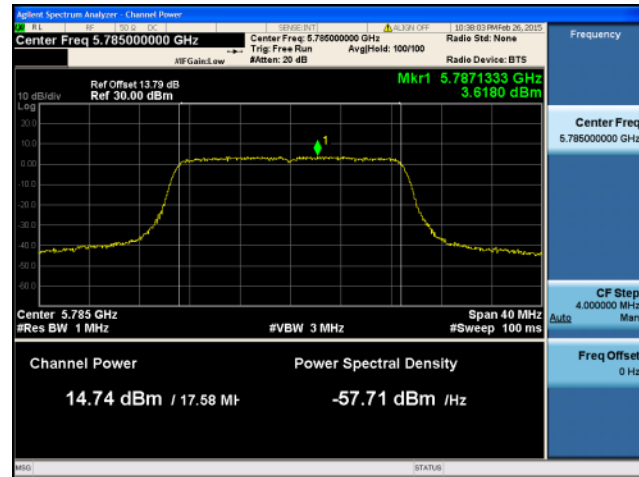 Agilent Spectrum Analyzer - Channel Power
RL RF 50 Ω DC SENSE:INT ALIGN OFF 10:38:03 PM Feb 26, 2015
Center Freq 5.785000000 GHz
Center Freq: 5.785000000 GHz
Radio Std: None
Trig: Free Run Avg|Hold: 100/100
#IFGain:Low #Atten: 20 dB Radio Device: BTS
Frequency
Ref Offset 13.79 dB
10 dB/div Ref 30.00 dBm
Log
Mkr1 5.7871333 GHz
3.6180 dBm
20.0
10.0
0.00
-10.0
-20.0
-30.0
-40.0
-50.0
-60.0
1
Center 5.785 GHz Span 40 MHz
#Res BW 1 MHz #VBW 3 MHz #Sweep 100 ms
Channel Power Power Spectral Density
14.74 dBm / 17.58 MH -57.71 dBm /Hz
Center Freq
5.785000000 GHz
CF Step
4.000000 MHz
Auto Man
Freq Offset
0 Hz
MSG STATUS